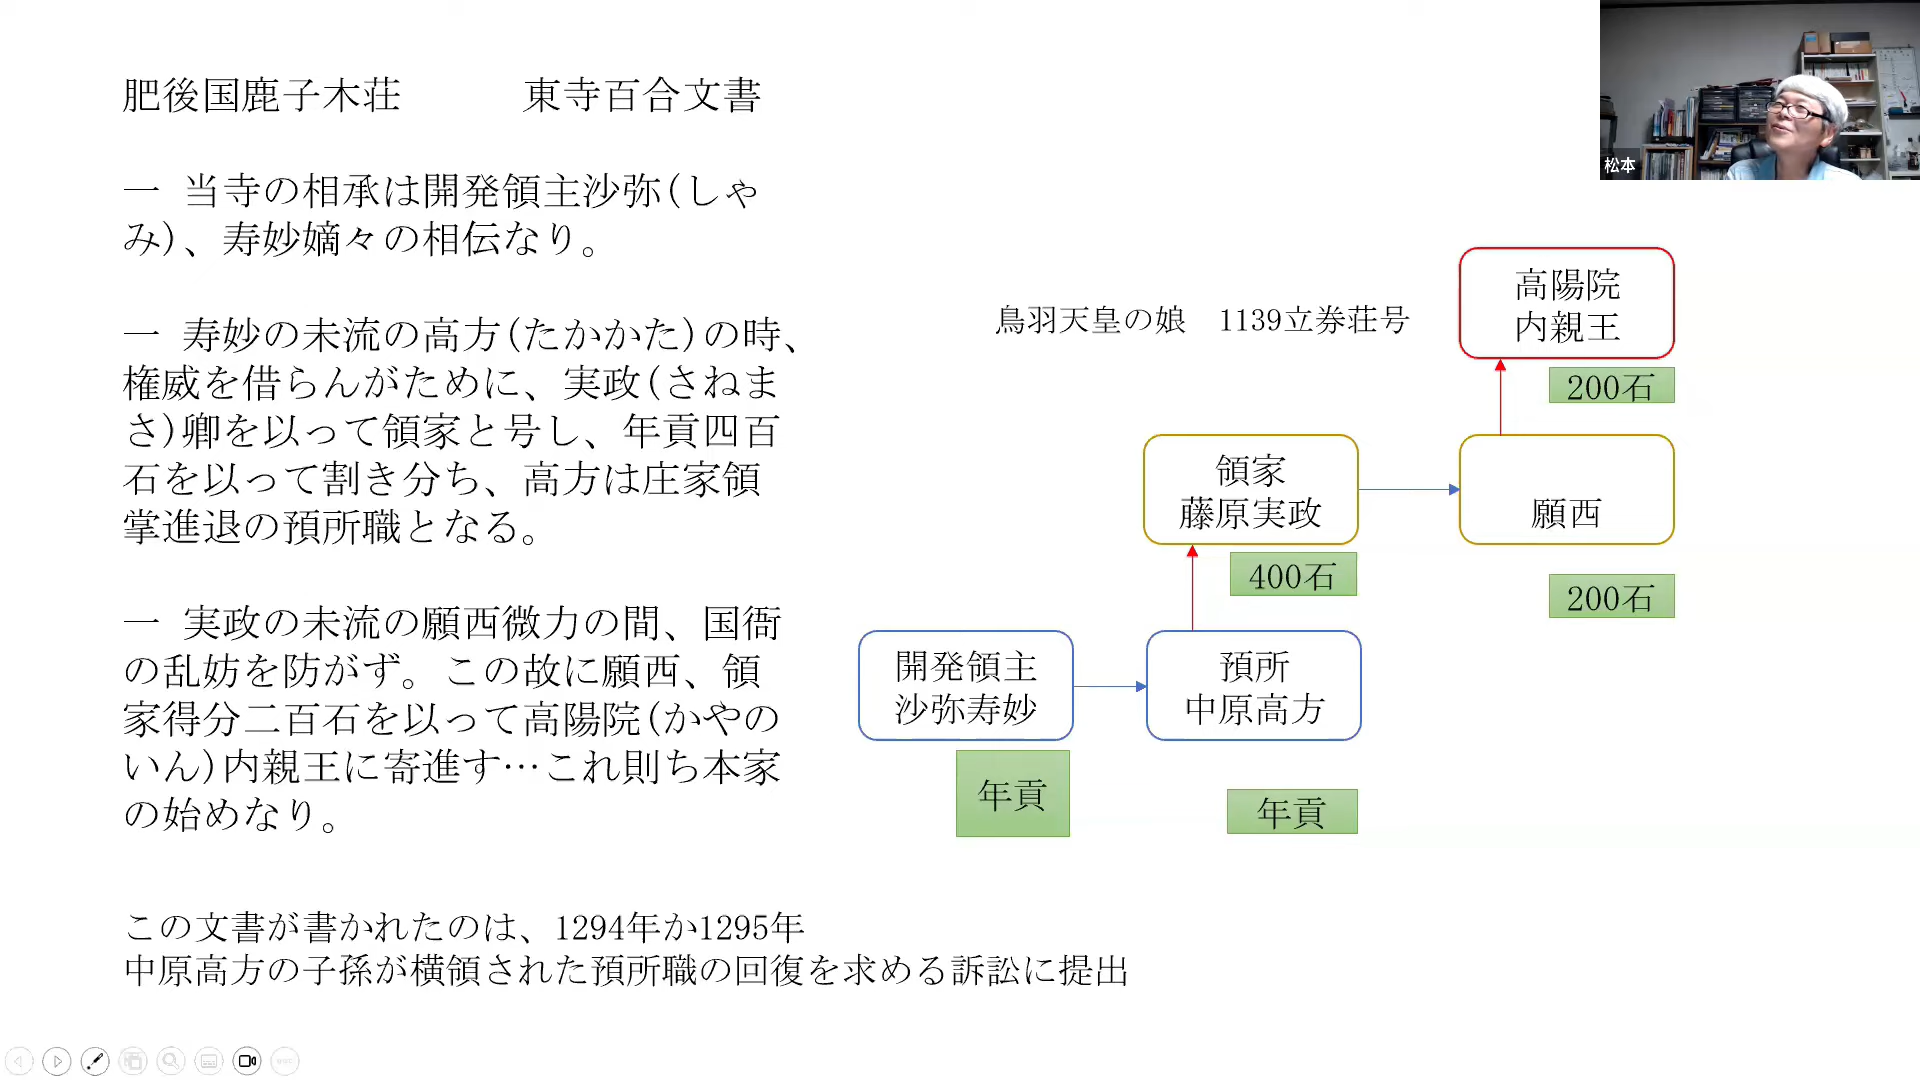 肥後国鹿子木荘　　　東寺百合文書
一 当寺の相承は開発領主沙弥(しゃ
み)、寿妙嫡々の相伝なり。
一 寿妙の未流の高方(たかかた)の時、
権威を借らんがために、実政(さねま
さ)卿を以って領家と号し、年貢四百
石を以って割き分ち、高方は庄家領
掌進退の預所職となる。
一 実政の未流の願西微力の間、国衙
の乱妨を防がず。この故に願西、領
家得分二百石を以って高陽院(かやの
いん)内親王に寄進す…これ則ち本家
の始めなり。
この文書が書かれたのは、1294年か1295年
中原高方の子孫が横領された預所職の回復を求める訴訟に提出
鳥羽天皇の娘　1139立券荘号
高陽院
内親王
200石
領家
藤原実政
願西
400石
200石
開発領主
沙弥寿妙
預所
中原高方
年貢
年貢
松本